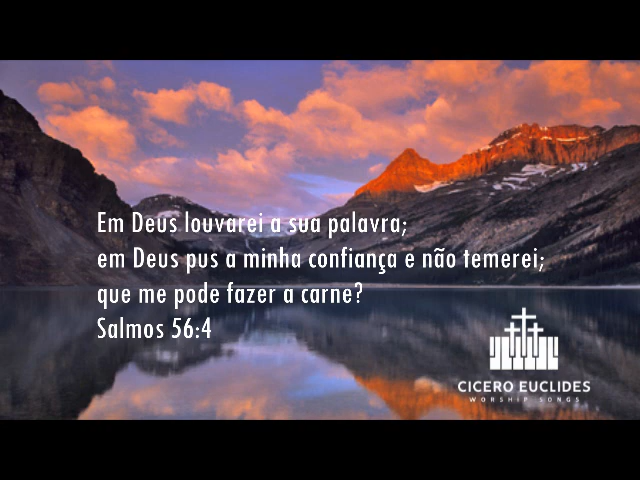 Em Deus louvarei a sua palavra;
em Deus pus a minha confiança e não temerei;
que me pode fazer a carne?
Salmos 56:4
CICERO EUCLIDES
WORSHIP SONGS